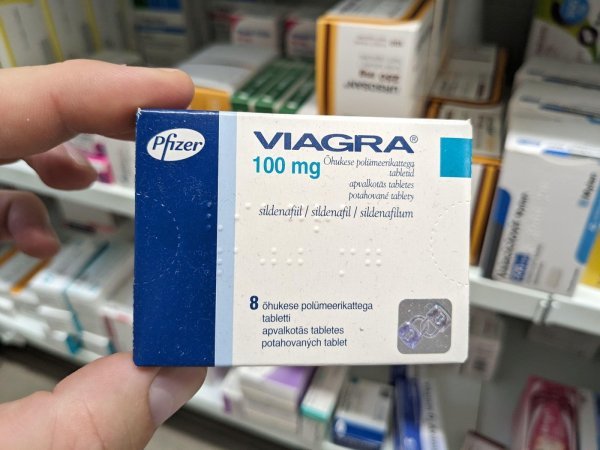 Pfizer
VIAGRA®
100 mg
Õhukese polümeerikattega
tabletid
apvalkotās tabletes
potahované tablety
sildenafiil / sildenafil / sildenafilum
8 õhukese polümeerikattega
tabletti
apvalkotās tabletes
potahovaných tablet